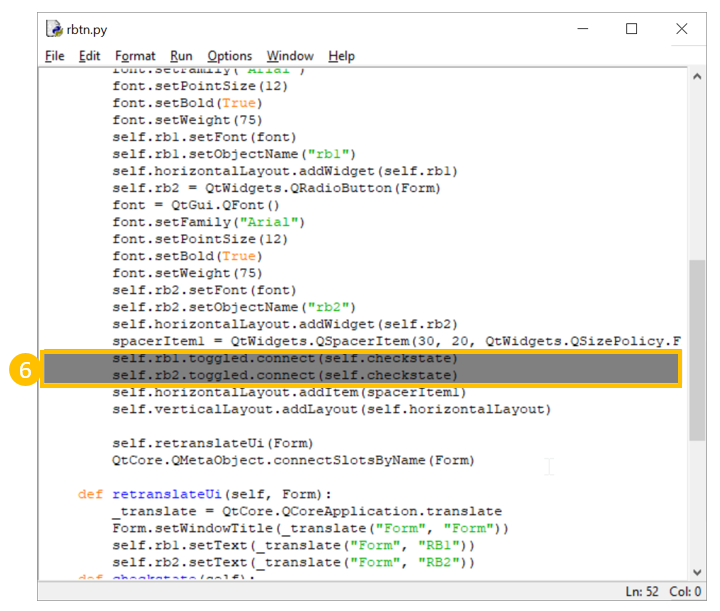 rbtn.py
File Edit Format Run Options Window Help
font.setFamily("Arial")
font.setPointSize(12)
font.setBold(True)
font.setWeight(75)
self.rb1.setFont(font)
self.rb1.setObjectName("rb1")
self.horizontalLayout.addWidget(self.rb1)
self.rb2 = QtWidgets.QRadioButton(Form)
font = QtGui.QFont()
font.setFamily("Arial")
font.setPointSize(12)
font.setBold(True)
font.setWeight(75)
self.rb2.setFont(font)
self.rb2.setObjectName("rb2")
self.horizontalLayout.addWidget(self.rb2)
spacerItem1 = QtWidgets.QSpacerItem(30, 20, QtWidgets.QSizePolicy.F
6
self.rb1.toggled.connect(self.checkstate)
self.rb2.toggled.connect(self.checkstate)
self.horizontalLayout.addItem(spacerItem1)
self.verticalLayout.addLayout(self.horizontalLayout)
self.retranslateUi(Form)
QtCore.QMetaObject.connectSlotsByName(Form)
def retranslateUi(self, Form):
_translate = QtCore.QCoreApplication.translate
Form.setWindowTitle(_translate("Form", "Form"))
self.rb1.setText(_translate("Form", "RB1"))
self.rb2.setText(_translate("Form", "RB2"))
def checkstate(self):
Ln: 52 Col: 0